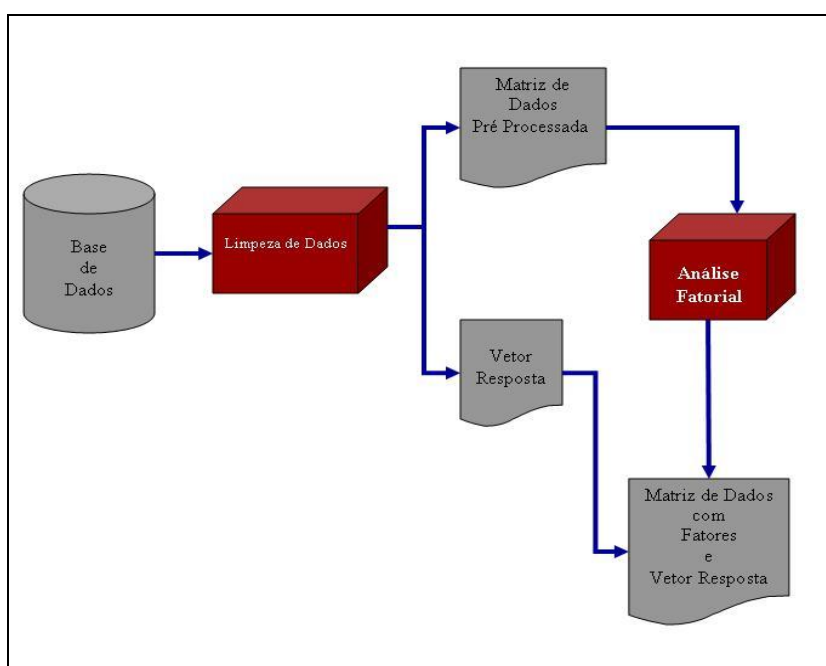 Matriz de
Dados
Pré Processada
Base
de
Dados
Limpeza de Dados
Análise
Fatorial
Vetor
Resposta
Matriz de Dados
com
Fatores
e
Vetor Resposta